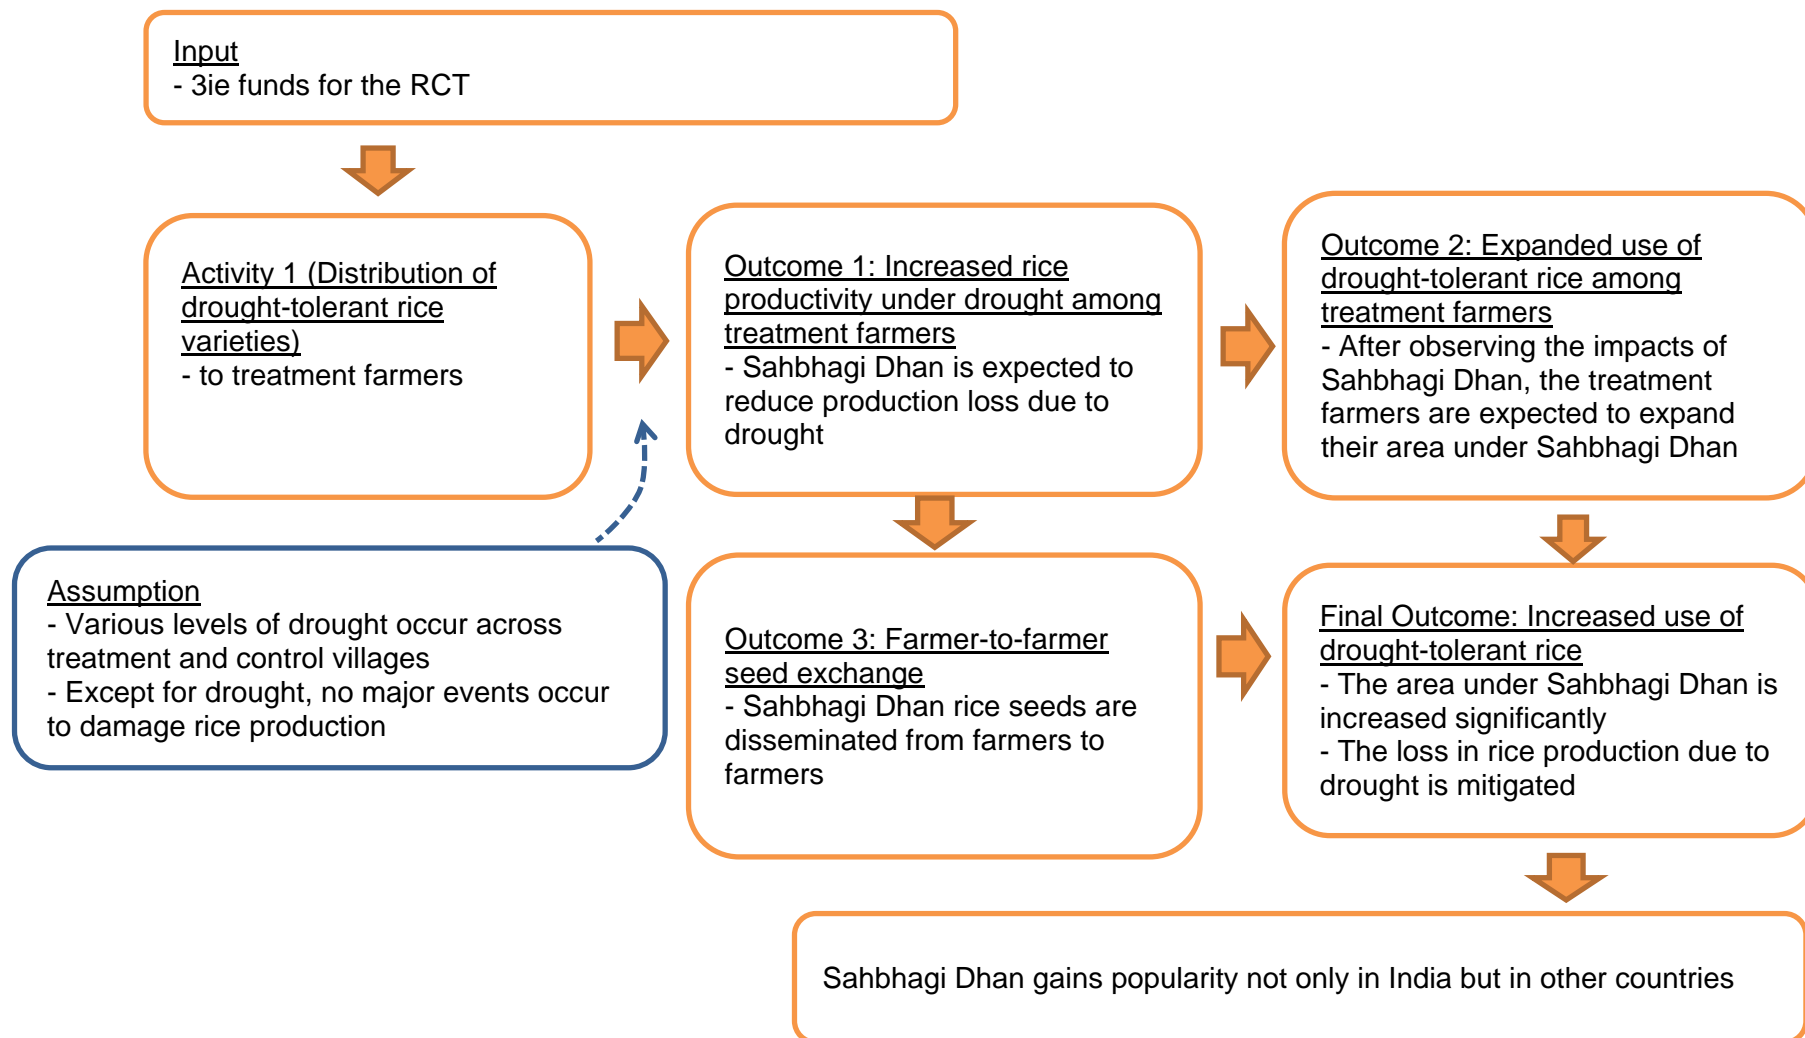 Input
- 3ie funds for the RCT
Activity 1 (Distribution of
drought-tolerant rice
varieties)
- to treatment farmers
Outcome 1: Increased rice
productivity under drought among
treatment farmers
- Sahbhagi Dhan is expected to
reduce production loss due to
drought
Outcome 2: Expanded use of
drought-tolerant rice among
treatment farmers
- After observing the impacts of
Sahbhagi Dhan, the treatment
farmers are expected to expand
their area under Sahbhagi Dhan
Assumption
- Various levels of drought occur across
treatment and control villages
- Except for drought, no major events occur
to damage rice production
Outcome 3: Farmer-to-farmer
seed exchange
- Sahbhagi Dhan rice seeds are
disseminated from farmers to
farmers
Final Outcome: Increased use of
drought-tolerant rice
- The area under Sahbhagi Dhan is
increased significantly
- The loss in rice production due to
drought is mitigated
Sahbhagi Dhan gains popularity not only in India but in other countries